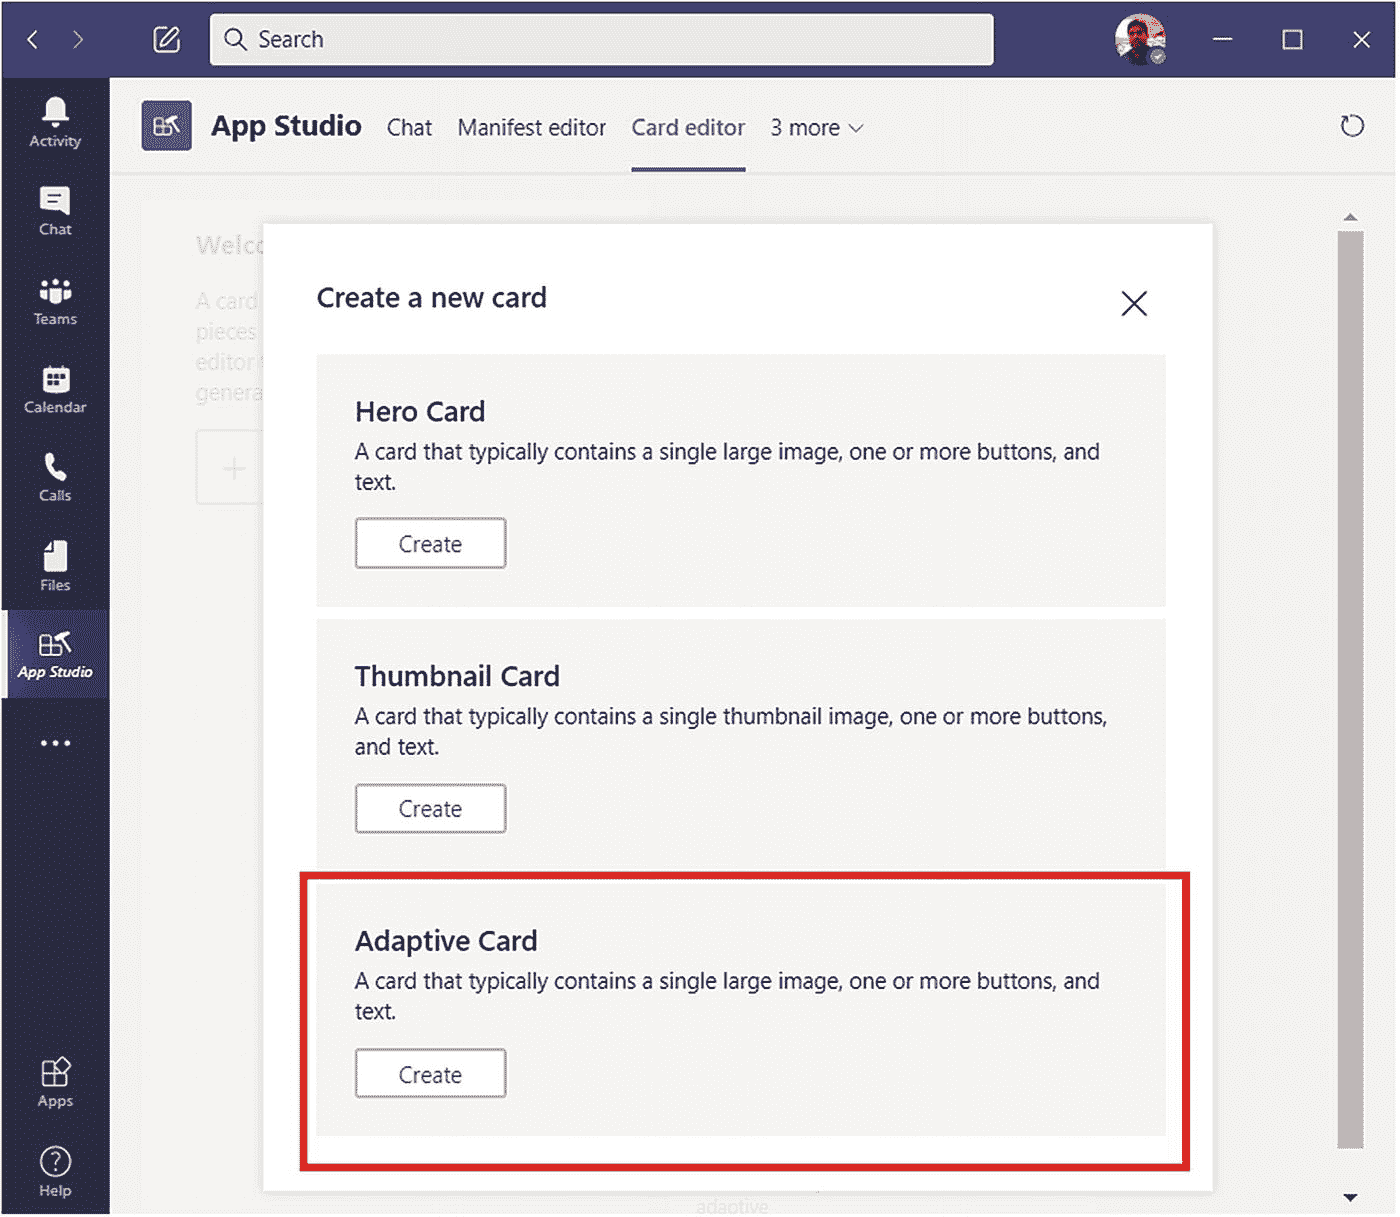 Search
Activity
Chat
Teams
Calendar
Calls
Files
App Studio
Apps
Help
App Studio Chat Manifest editor Card editor 3 more
Welco
A card
pieces
editor
genera
Create a new card
Hero Card
A card that typically contains a single large image, one or more buttons, and
text.
Create
Thumbnail Card
A card that typically contains a single thumbnail image, one or more buttons,
and text.
Create
Adaptive Card
A card that typically contains a single large image, one or more buttons, and
text.
Create
adaptive